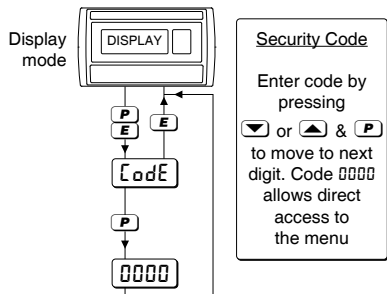 Display
mode
DISPLAY
P
E
E
CodE
P
0000
Security Code
Enter code by
pressing
or & P
to move to next
digit. Code 0000
allows direct
access to
the menu